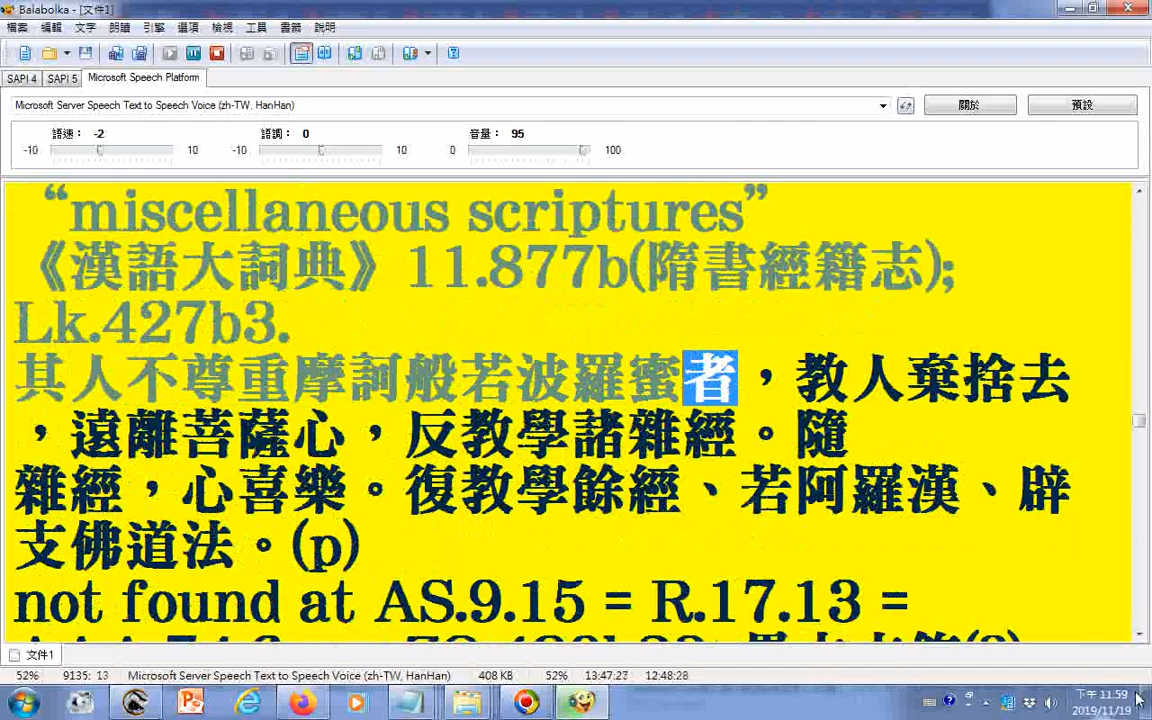 Balabolka - [文件1]
檔案 編輯 文字 朗讀 引擎 選項 檢視 工具 書籤 說明
SAPI 4 SAPI 5 Microsoft Speech Platform
Microsoft Server Speech Text to Speech Voice (zh-TW, HanHan) 關於 預設
語速： -2 語調： 0 音量： 95
-10 10 -10 10 0 100
“miscellaneous scriptures”
《漢語大詞典》 11.877b(隋書經籍志);
Lk.427b3.
其人不尊重摩訶般若波羅蜜者，教人棄捨去
，遠離菩薩心，反教學諸雜經。隨
雜經，心喜樂。復教學餘經、若阿羅漢、辟
支佛道法。(p)
not found at AS.9.15 = R.17.13 =
文件1
52% 9135: 13 Microsoft Server Speech Text to Speech Voice (zh-TW, HanHan) 408 KB 52% 13:47:27 12:48:28
下午 11:59
2019/11/19